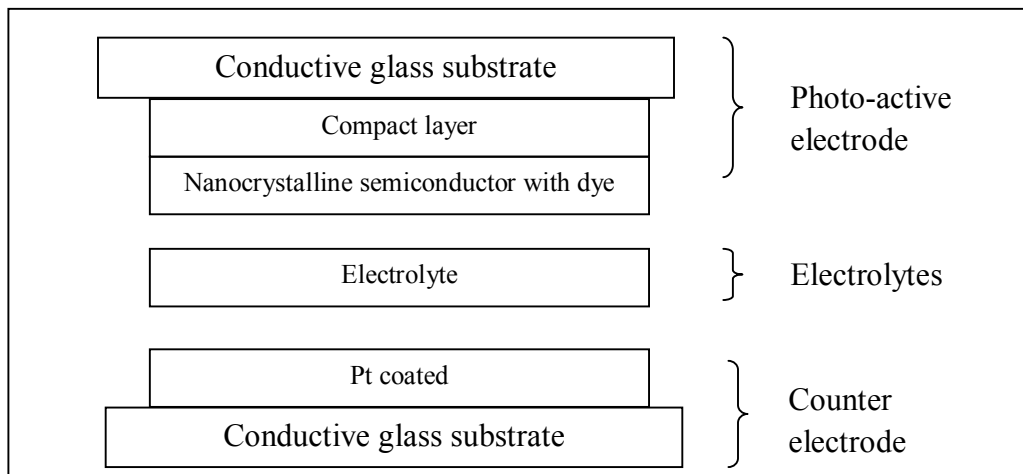 Conductive glass substrate
Compact layer
Nanocrystalline semiconductor with dye
Photo-active
electrode
Electrolyte
Electrolytes
Pt coated
Conductive glass substrate
Counter
electrode